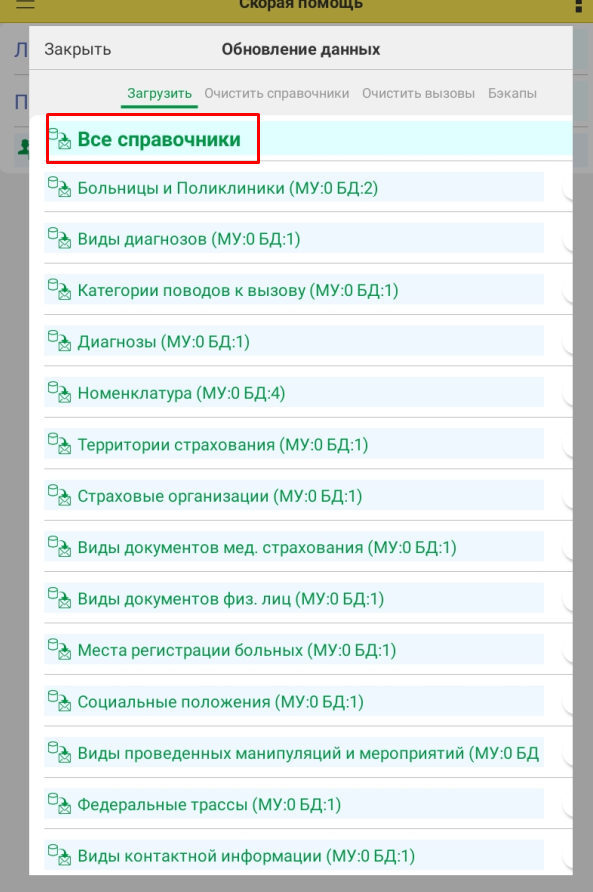 Скорая помощь
Закрыть
Обновление данных
Загрузить Очистить справочники Очистить вызовы Бэкапы
Все справочники
Больницы и Поликлиники (МУ:0 БД:2)
Виды диагнозов (МУ:0 БД:1)
Категории поводов к вызову (МУ:0 БД:1)
Диагнозы (МУ:0 БД:1)
Номенклатура (МУ:0 БД:4)
Территории страхования (МУ:0 БД:1)
Страховые организации (МУ:0 БД:1)
Виды документов мед. страхования (МУ:0 БД:1)
Виды документов физ. лиц (МУ:0 БД:1)
Места регистрации больных (МУ:0 БД:1)
Социальные положения (МУ:0 БД:1)
Виды проведенных манипуляций и мероприятий (МУ:0 БД
Федеральные трассы (МУ:0 БД:1)
Виды контактной информации (МУ:0 БД:1)